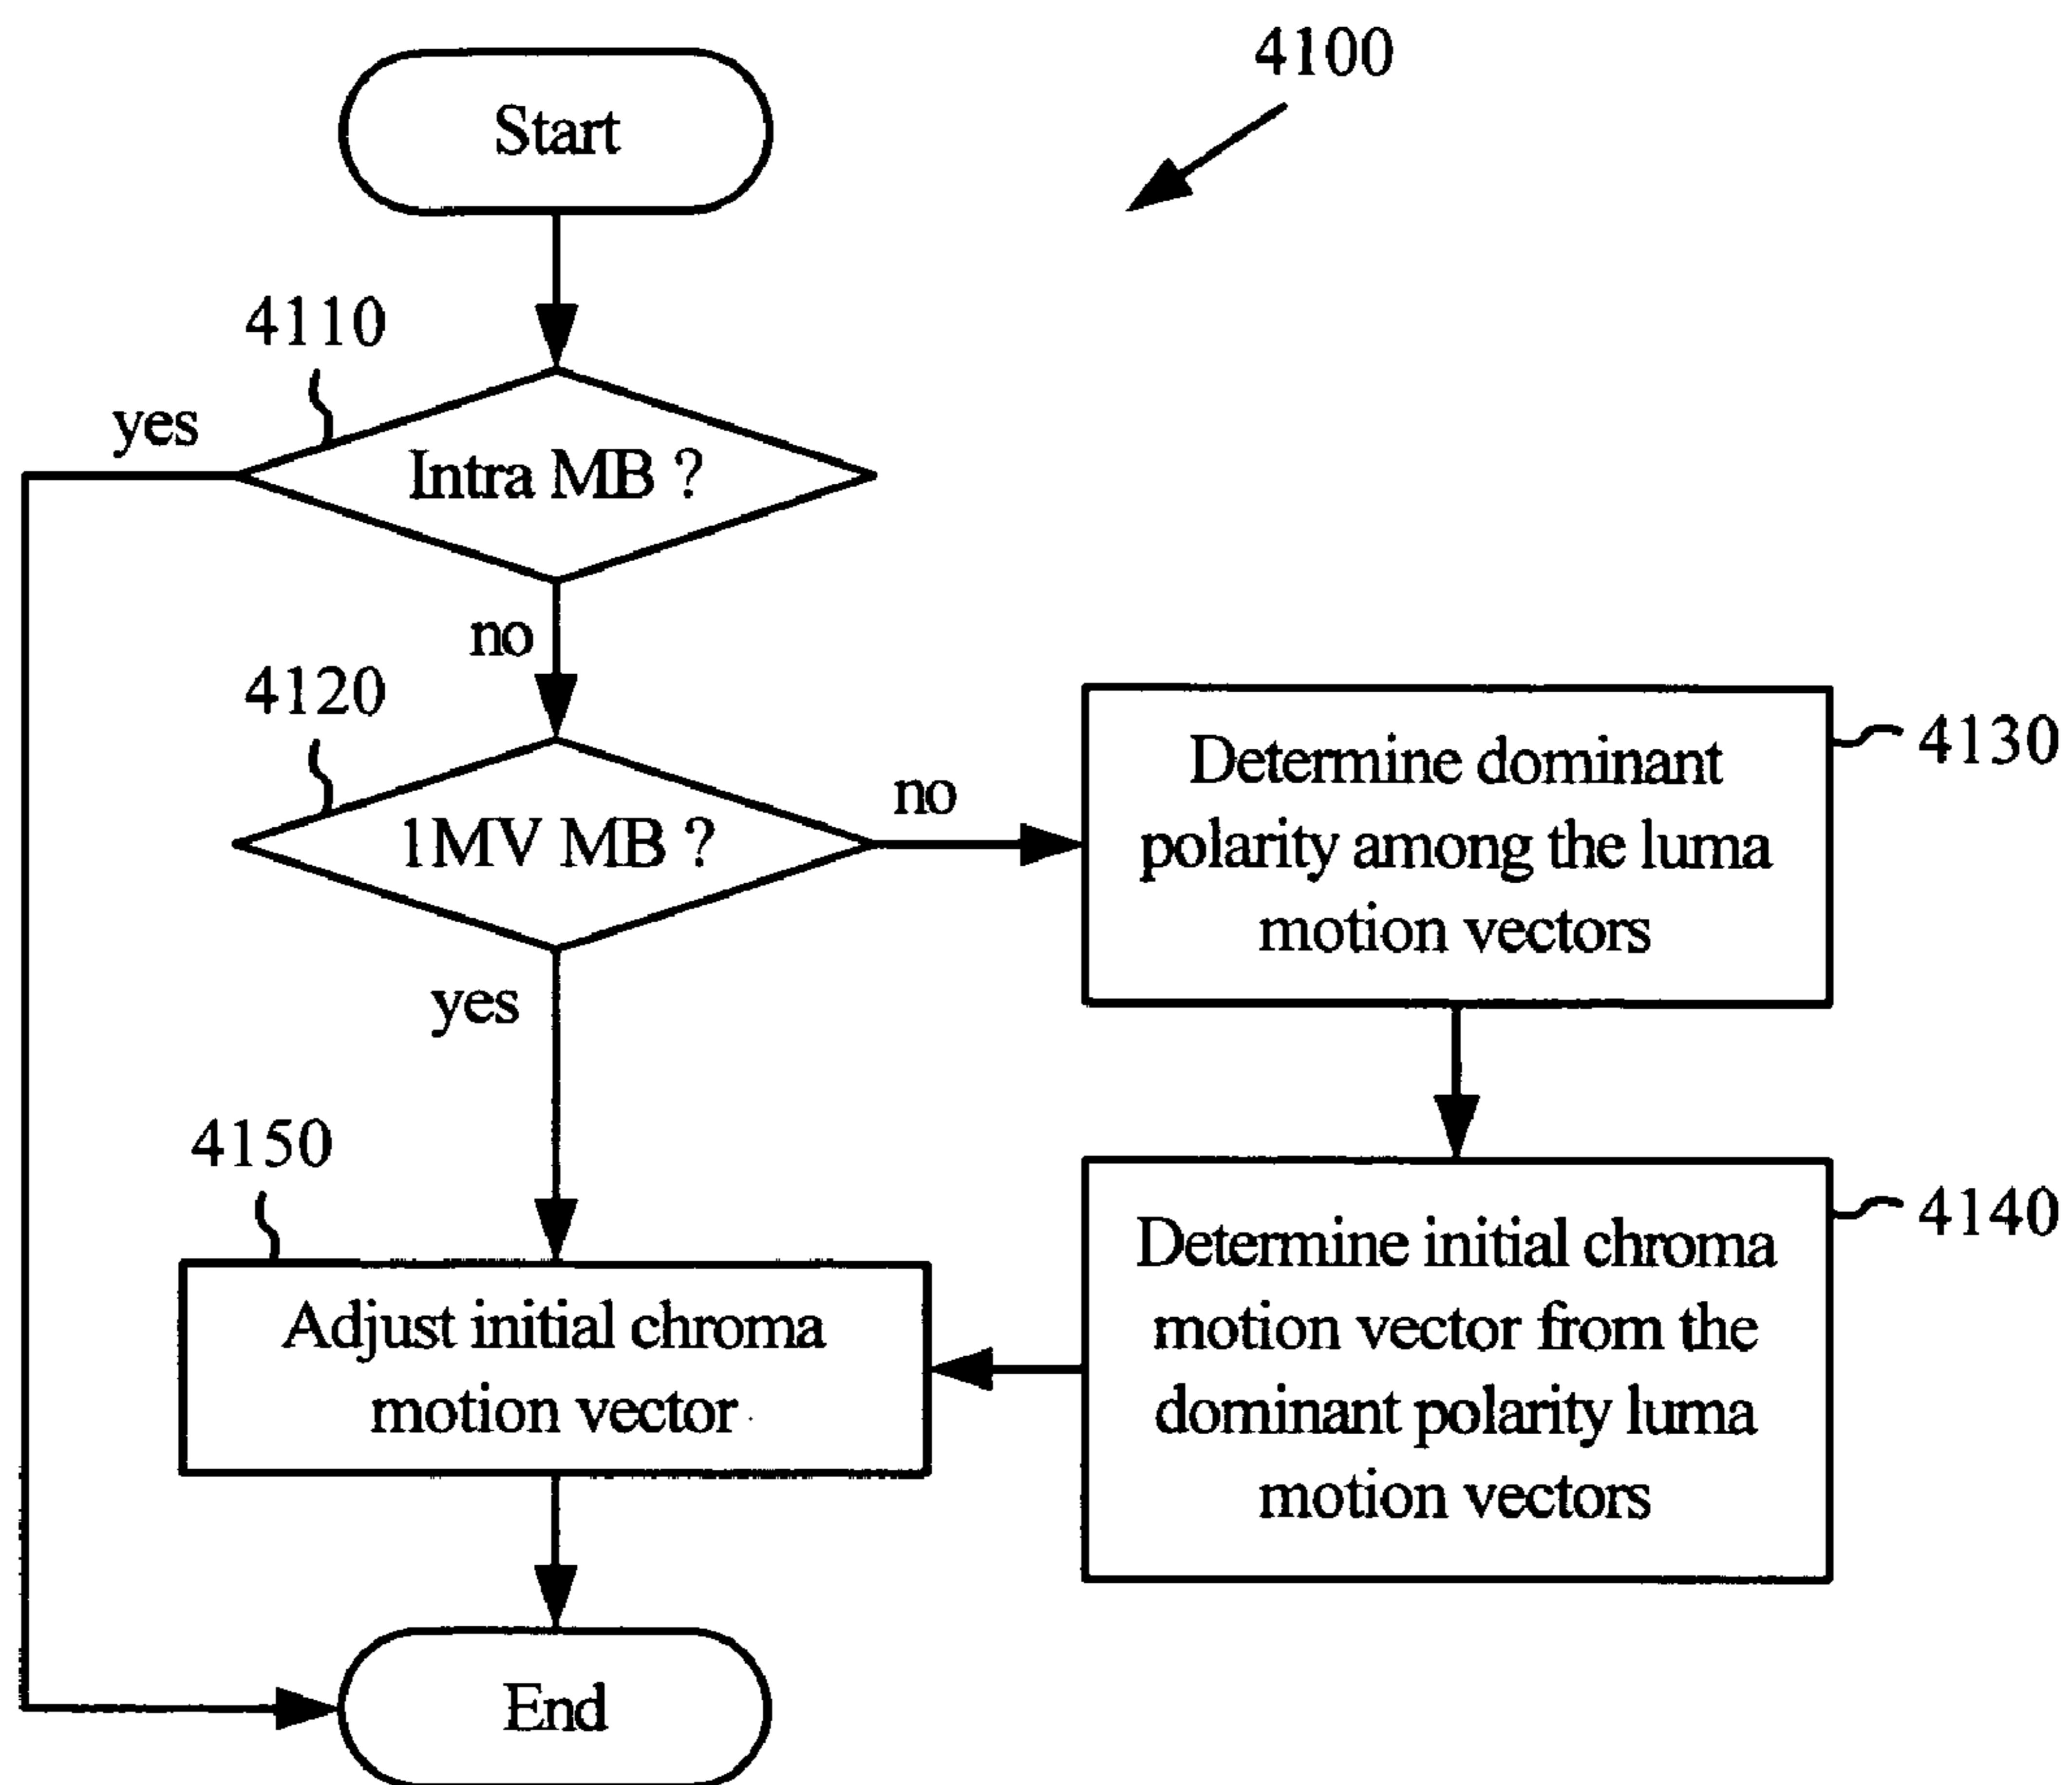 4100
Start
4110
yes
Intra MB ?
no
4120
1MV MB ?
no
Determine dominant
polarity among the luma
motion vectors
4130
yes
4150
Adjust initial chroma
motion vector
Determine initial chroma
motion vector from the
dominant polarity luma
motion vectors
4140
End